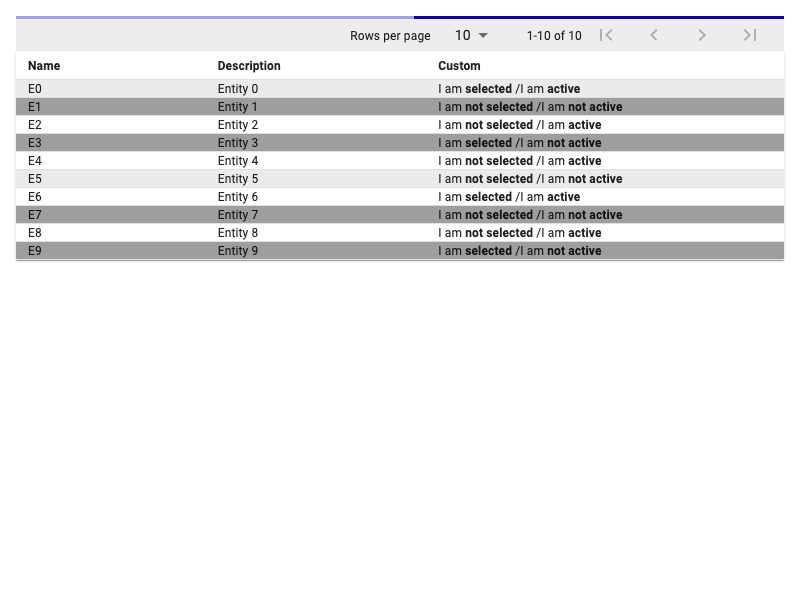 Rows per page 10 1-10 of 10
Name Description Custom
E0 Entity 0 I am selected /I am active
E1 Entity 1 I am not selected /I am not active
E2 Entity 2 I am not selected /I am active
E3 Entity 3 I am selected /I am not active
E4 Entity 4 I am not selected /I am active
E5 Entity 5 I am not selected /I am not active
E6 Entity 6 I am selected /I am active
E7 Entity 7 I am not selected /I am not active
E8 Entity 8 I am not selected /I am active
E9 Entity 9 I am selected /I am not active